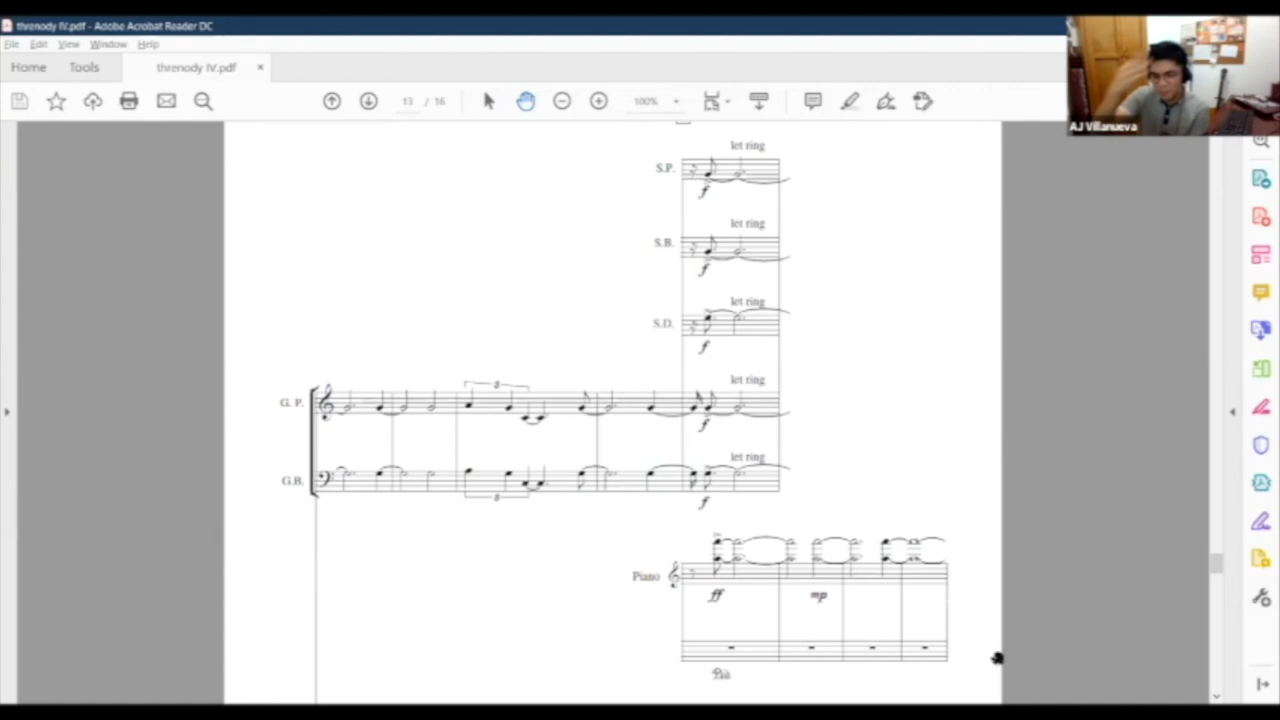 threnody IV.pdf - Adobe Acrobat Reader DC
File Edit View Window Help
Home Tools threnody IV.pdf ×
13 / 16 100%
AJ Villanueva
let ring
S.P.
f
let ring
S.B.
f
let ring
S.D.
f
3
let ring
G. P.
f
let ring
G.B.
3
f
Piano
ff mp